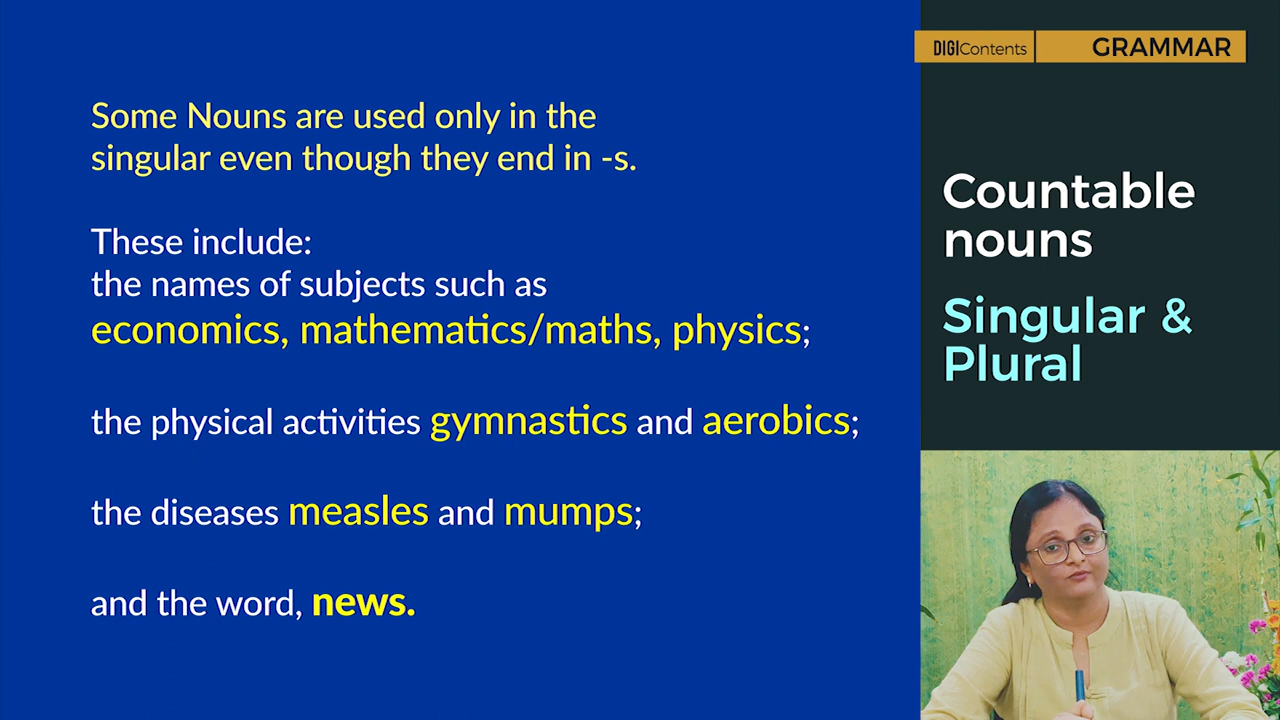 Some Nouns are used only in the
singular even though they end in -s.
These include:
the names of subjects such as
economics, mathematics/maths, physics;
the physical activities gymnastics and aerobics;
the diseases measles and mumps;
and the word, news.
DIGIContents GRAMMAR
Countable
nouns
Singular &
Plural